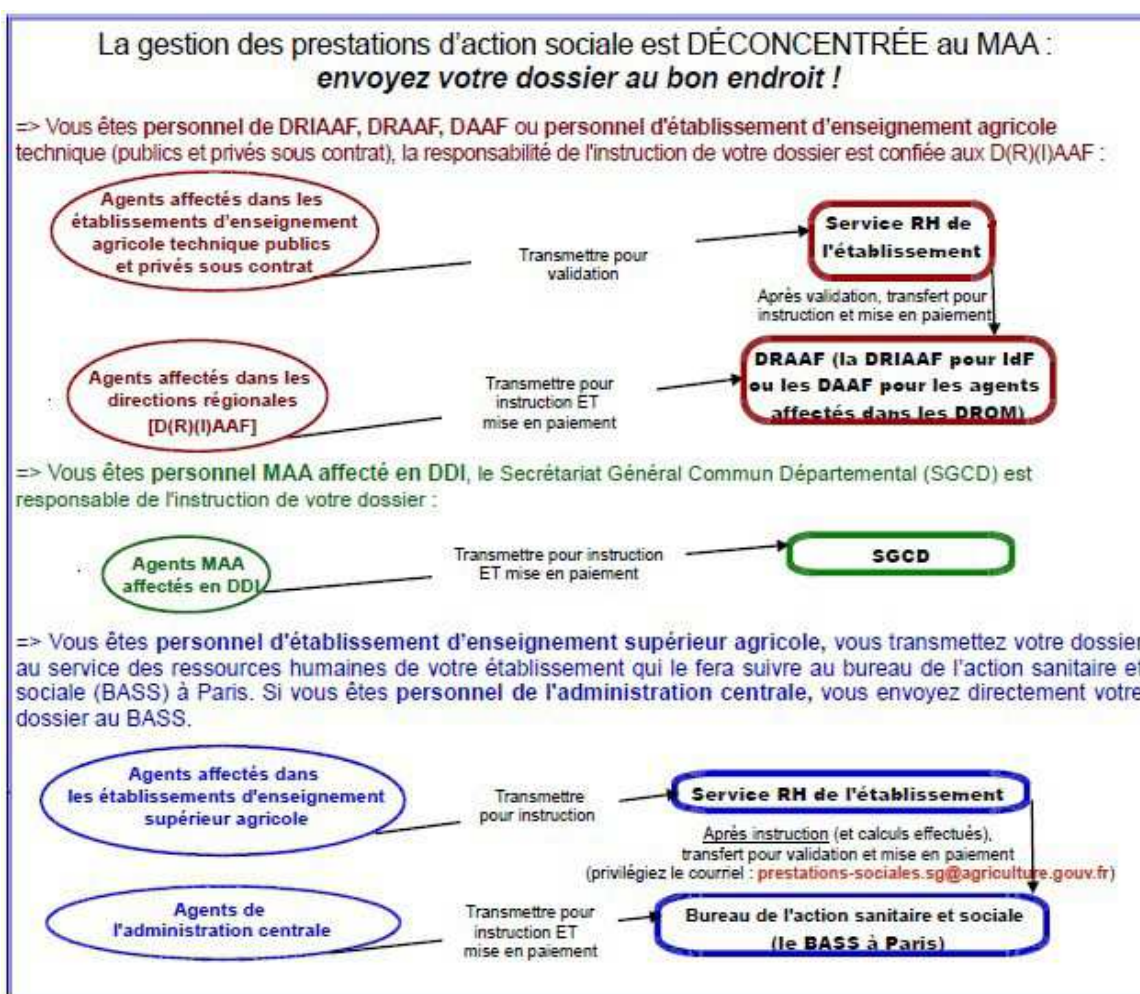 La gestion des prestations d'action sociale est DÉCONCENTRÉE au MAA :
envoyez votre dossier au bon endroit !
=> Vous êtes personnel de DRIAAF, DRAAF, DAAF ou personnel d'établissement d'enseignement agricole
technique (publics et privés sous contrat), la responsabilité de l'instruction de votre dossier est confiée aux D(R)(I)AAF :
Agents affectés dans les
établissements d'enseignement
agricole technique publics
et privés sous contrat
Transmettre pour
validation
Service RH de
l'établissement
Après validation, transfert pour
instruction et mise en paiement
Agents affectés dans les
directions régionales
[D(R)(I)AAF]
Transmettre pour
instruction ET
mise en paiement
DRAAF (la DRIAAF pour IdF
ou les DAAF pour les agents
affectés dans les DROM)
=> Vous êtes personnel MAA affecté en DDI, le Secrétariat Général Commun Départemental (SGCD) est
responsable de l'instruction de votre dossier :
Agents MAA
affectés en DDI
Transmettre pour instruction
ET mise en paiement
SGCD
=> Vous êtes personnel d'établissement d'enseignement supérieur agricole, vous transmettez votre dossier
au service des ressources humaines de votre établissement qui le fera suivre au bureau de l'action sanitaire et
sociale (BASS) à Paris. Si vous êtes personnel de l'administration centrale, vous envoyez directement votre
dossier au BASS.
Agents affectés dans
les établissements d'enseignement
supérieur agricole
Transmettre
pour instruction
Service RH de l'établissement
Après instruction (et calculs effectués),
transfert pour validation et mise en paiement
(privilégiez le courriel : prestations-sociales.sg@agriculture.gouv.fr)
Agents de
l'administration centrale
Transmettre pour
instruction ET
mise en paiement
Bureau de l'action sanitaire et sociale
(le BASS à Paris)